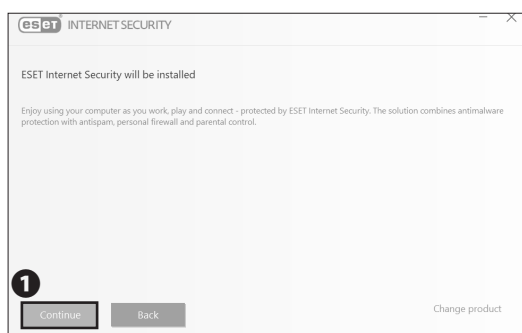 eset INTERNET SECURITY
ESET Internet Security will be installed
Enjoy using your computer as you work, play and connect - protected by ESET Internet Security. The solution combines antimalware
protection with antispam, personal firewall and parental control.
1
Continue Back Change product